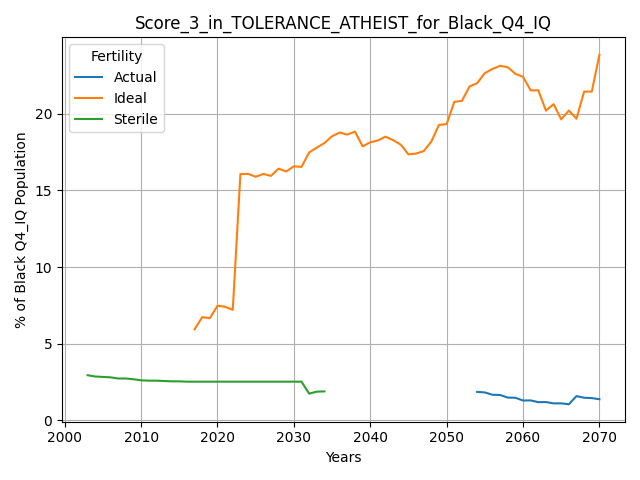 Score_3_in_TOLERANCE_ATHEIST_for_Black_Q4_IQ
Fertility
Actual
Ideal
Sterile
% of Black Q4_IQ Population
20
15
10
5
0
2000 2010 2020 2030 2040 2050 2060 2070
Years